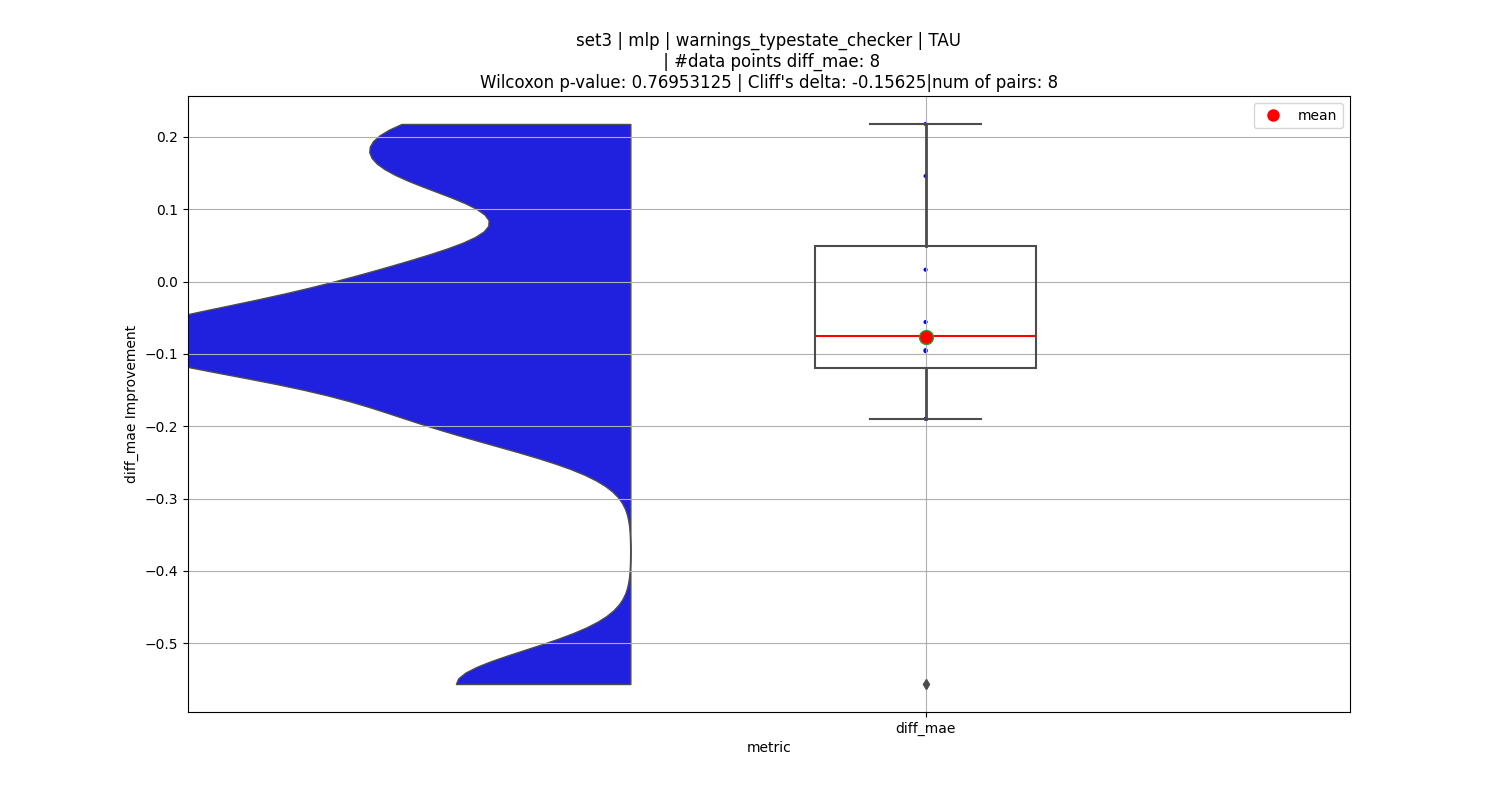 set3 | mlp | warnings_typestate_checker | TAU
| #data points diff_mae: 8
Wilcoxon p-value: 0.76953125 | Cliff's delta: -0.15625|num of pairs: 8
mean
0.2
0.1
0.0
−0.1
−0.2
−0.3
−0.4
−0.5
diff_mae Improvement
diff_mae
metric